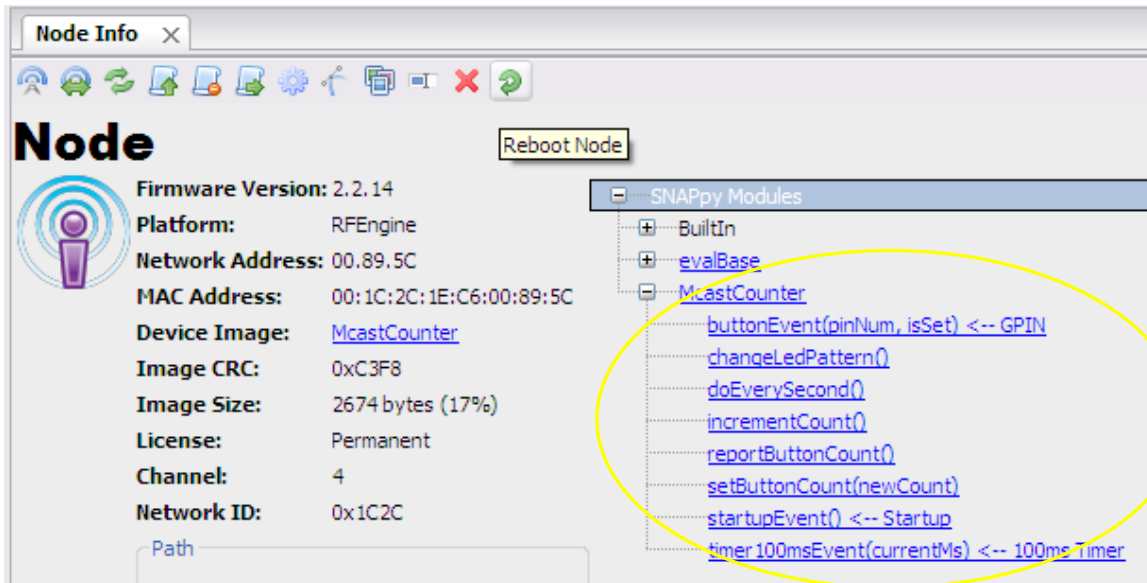 Node Info
Reboot Node
Node
Firmware Version: 2.2.14
Platform: RFEngine
Network Address: 00.89.5C
MAC Address: 00:1C:2C:1E:C6:00:89:5C
Device Image: McastCounter
Image CRC: 0xC3F8
Image Size: 2674 bytes (17%)
License: Permanent
Channel: 4
Network ID: 0x1C2C
Path
SNAPpy Modules
BuiltIn
evalBase
McastCounter
buttonEvent(pinNum, isSet) <-- GPIN
changeLedPattern()
doEverySecond()
incrementCount()
reportButtonCount()
setButtonCount(newCount)
startupEvent() <-- Startup
timer100msEvent(currentMs) <-- 100ms Timer